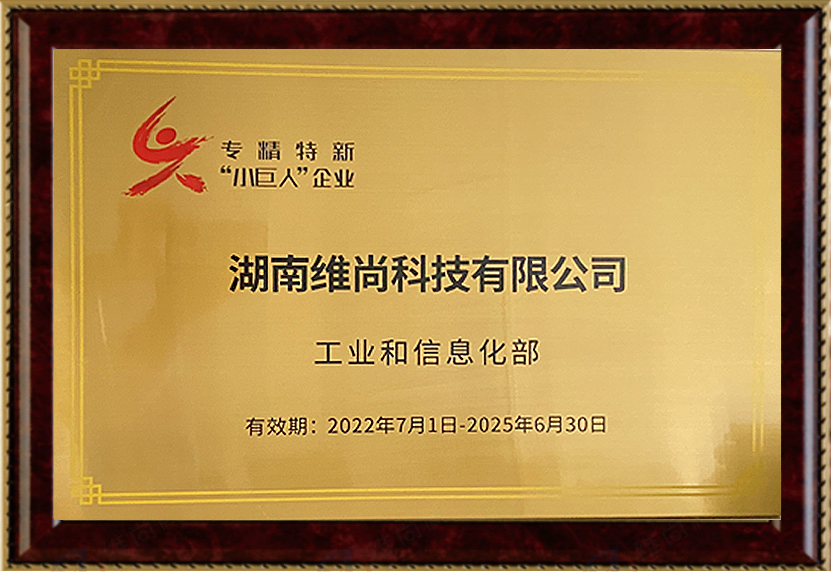 专精特新
“小巨人”企业
湖南维尚科技有限公司
工业和信息化部
有效期：2022年7月1日-2025年6月30日